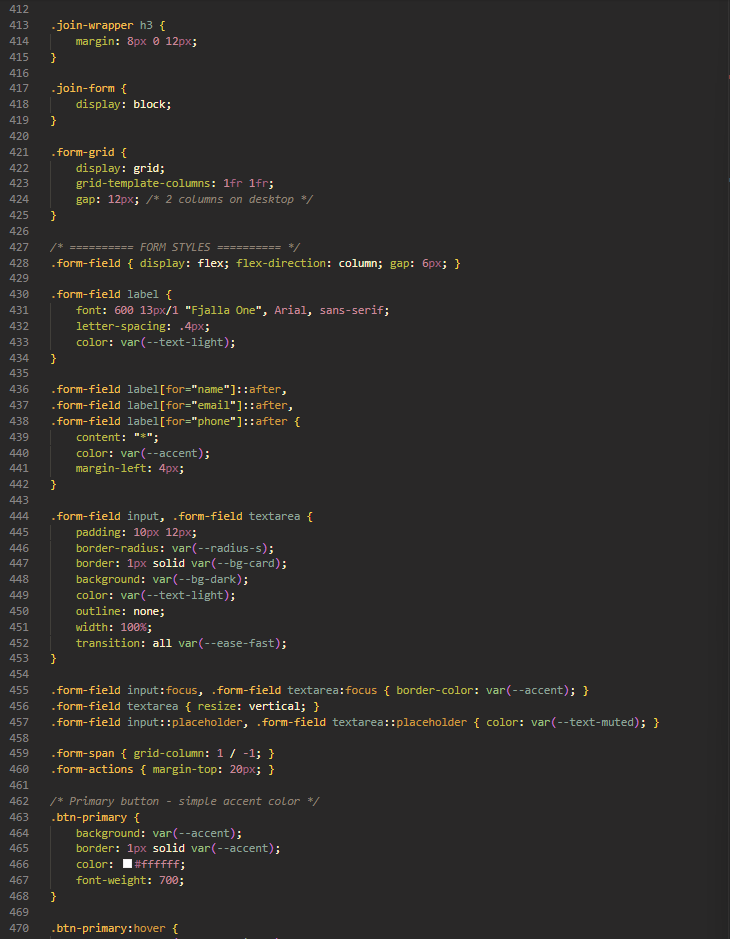 412
413 .join-wrapper h3 {
414     margin: 8px 0 12px;
415 }
416
417 .join-form {
418     display: block;
419 }
420
421 .form-grid {
422     display: grid;
423     grid-template-columns: 1fr 1fr;
424     gap: 12px; /* 2 columns on desktop */
425 }
426
427 /* ========== FORM STYLES ========== */
428 .form-field { display: flex; flex-direction: column; gap: 6px; }
429
430 .form-field label {
431     font: 600 13px/1 "Fjalla One", Arial, sans-serif;
432     letter-spacing: .4px;
433     color: var(--text-light);
434 }
435
436 .form-field label[for="name"]::after,
437 .form-field label[for="email"]::after,
438 .form-field label[for="phone"]::after {
439     content: "*";
440     color: var(--accent);
441     margin-left: 4px;
442 }
443
444 .form-field input, .form-field textarea {
445     padding: 10px 12px;
446     border-radius: var(--radius-s);
447     border: 1px solid var(--bg-card);
448     background: var(--bg-dark);
449     color: var(--text-light);
450     outline: none;
451     width: 100%;
452     transition: all var(--ease-fast);
453 }
454
455 .form-field input:focus, .form-field textarea:focus { border-color: var(--accent); }
456 .form-field textarea { resize: vertical; }
457 .form-field input::placeholder, .form-field textarea::placeholder { color: var(--text-muted); }
458
459 .form-span { grid-column: 1 / -1; }
460 .form-actions { margin-top: 20px; }
461
462 /* Primary button - simple accent color */
463 .btn-primary {
464     background: var(--accent);
465     border: 1px solid var(--accent);
466     color: #ffffff;
467     font-weight: 700;
468 }
469
470 .btn-primary:hover {